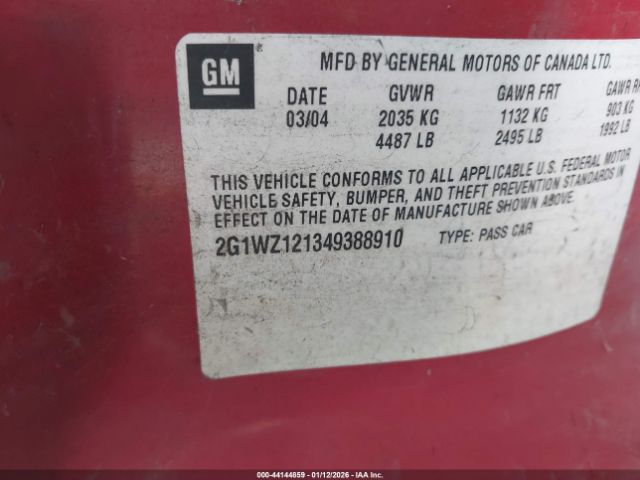 GM
MFD BY GENERAL MOTORS OF CANADA LTD.
DATE GVWR GAWR FRT GAWR RR
03/04 2035 KG 1132 KG 903 KG
4487 LB 2495 LB 1992 LB
THIS VEHICLE CONFORMS TO ALL APPLICABLE U.S. FEDERAL MOTOR
VEHICLE SAFETY, BUMPER, AND THEFT PREVENTION STANDARDS IN
EFFECT ON THE DATE OF MANUFACTURE SHOWN ABOVE.
2G1WZ121349388910 TYPE: PASS CAR
000-44144859 | 01/12/2026 - IAA Inc.